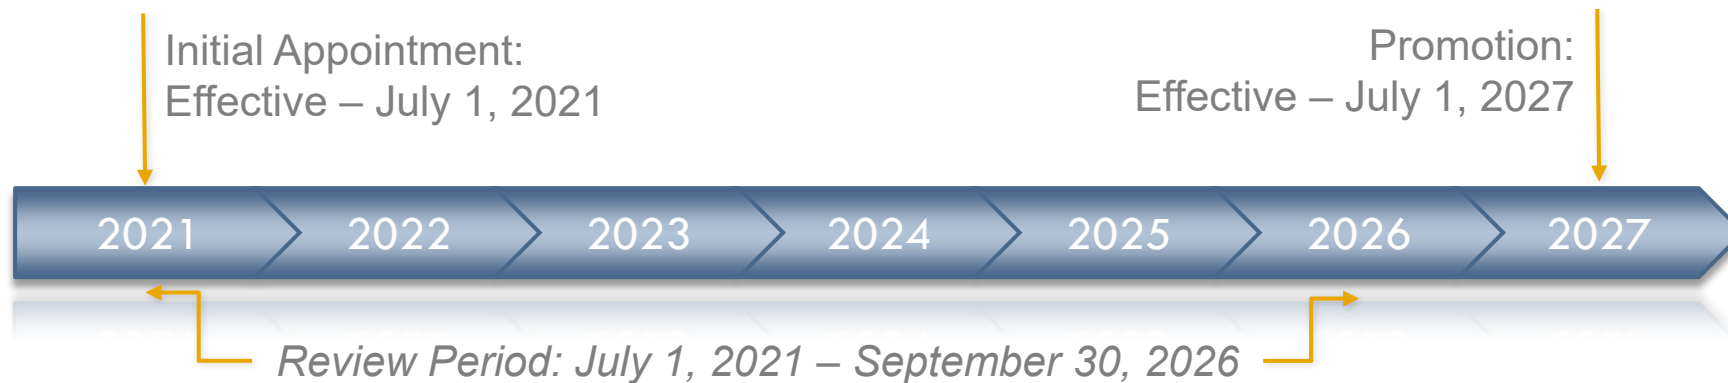 Initial Appointment:
Effective – July 1, 2021
Promotion:
Effective – July 1, 2027
2021
2022
2023
2024
2025
2026
2027
Review Period: July 1, 2021 – September 30, 2026